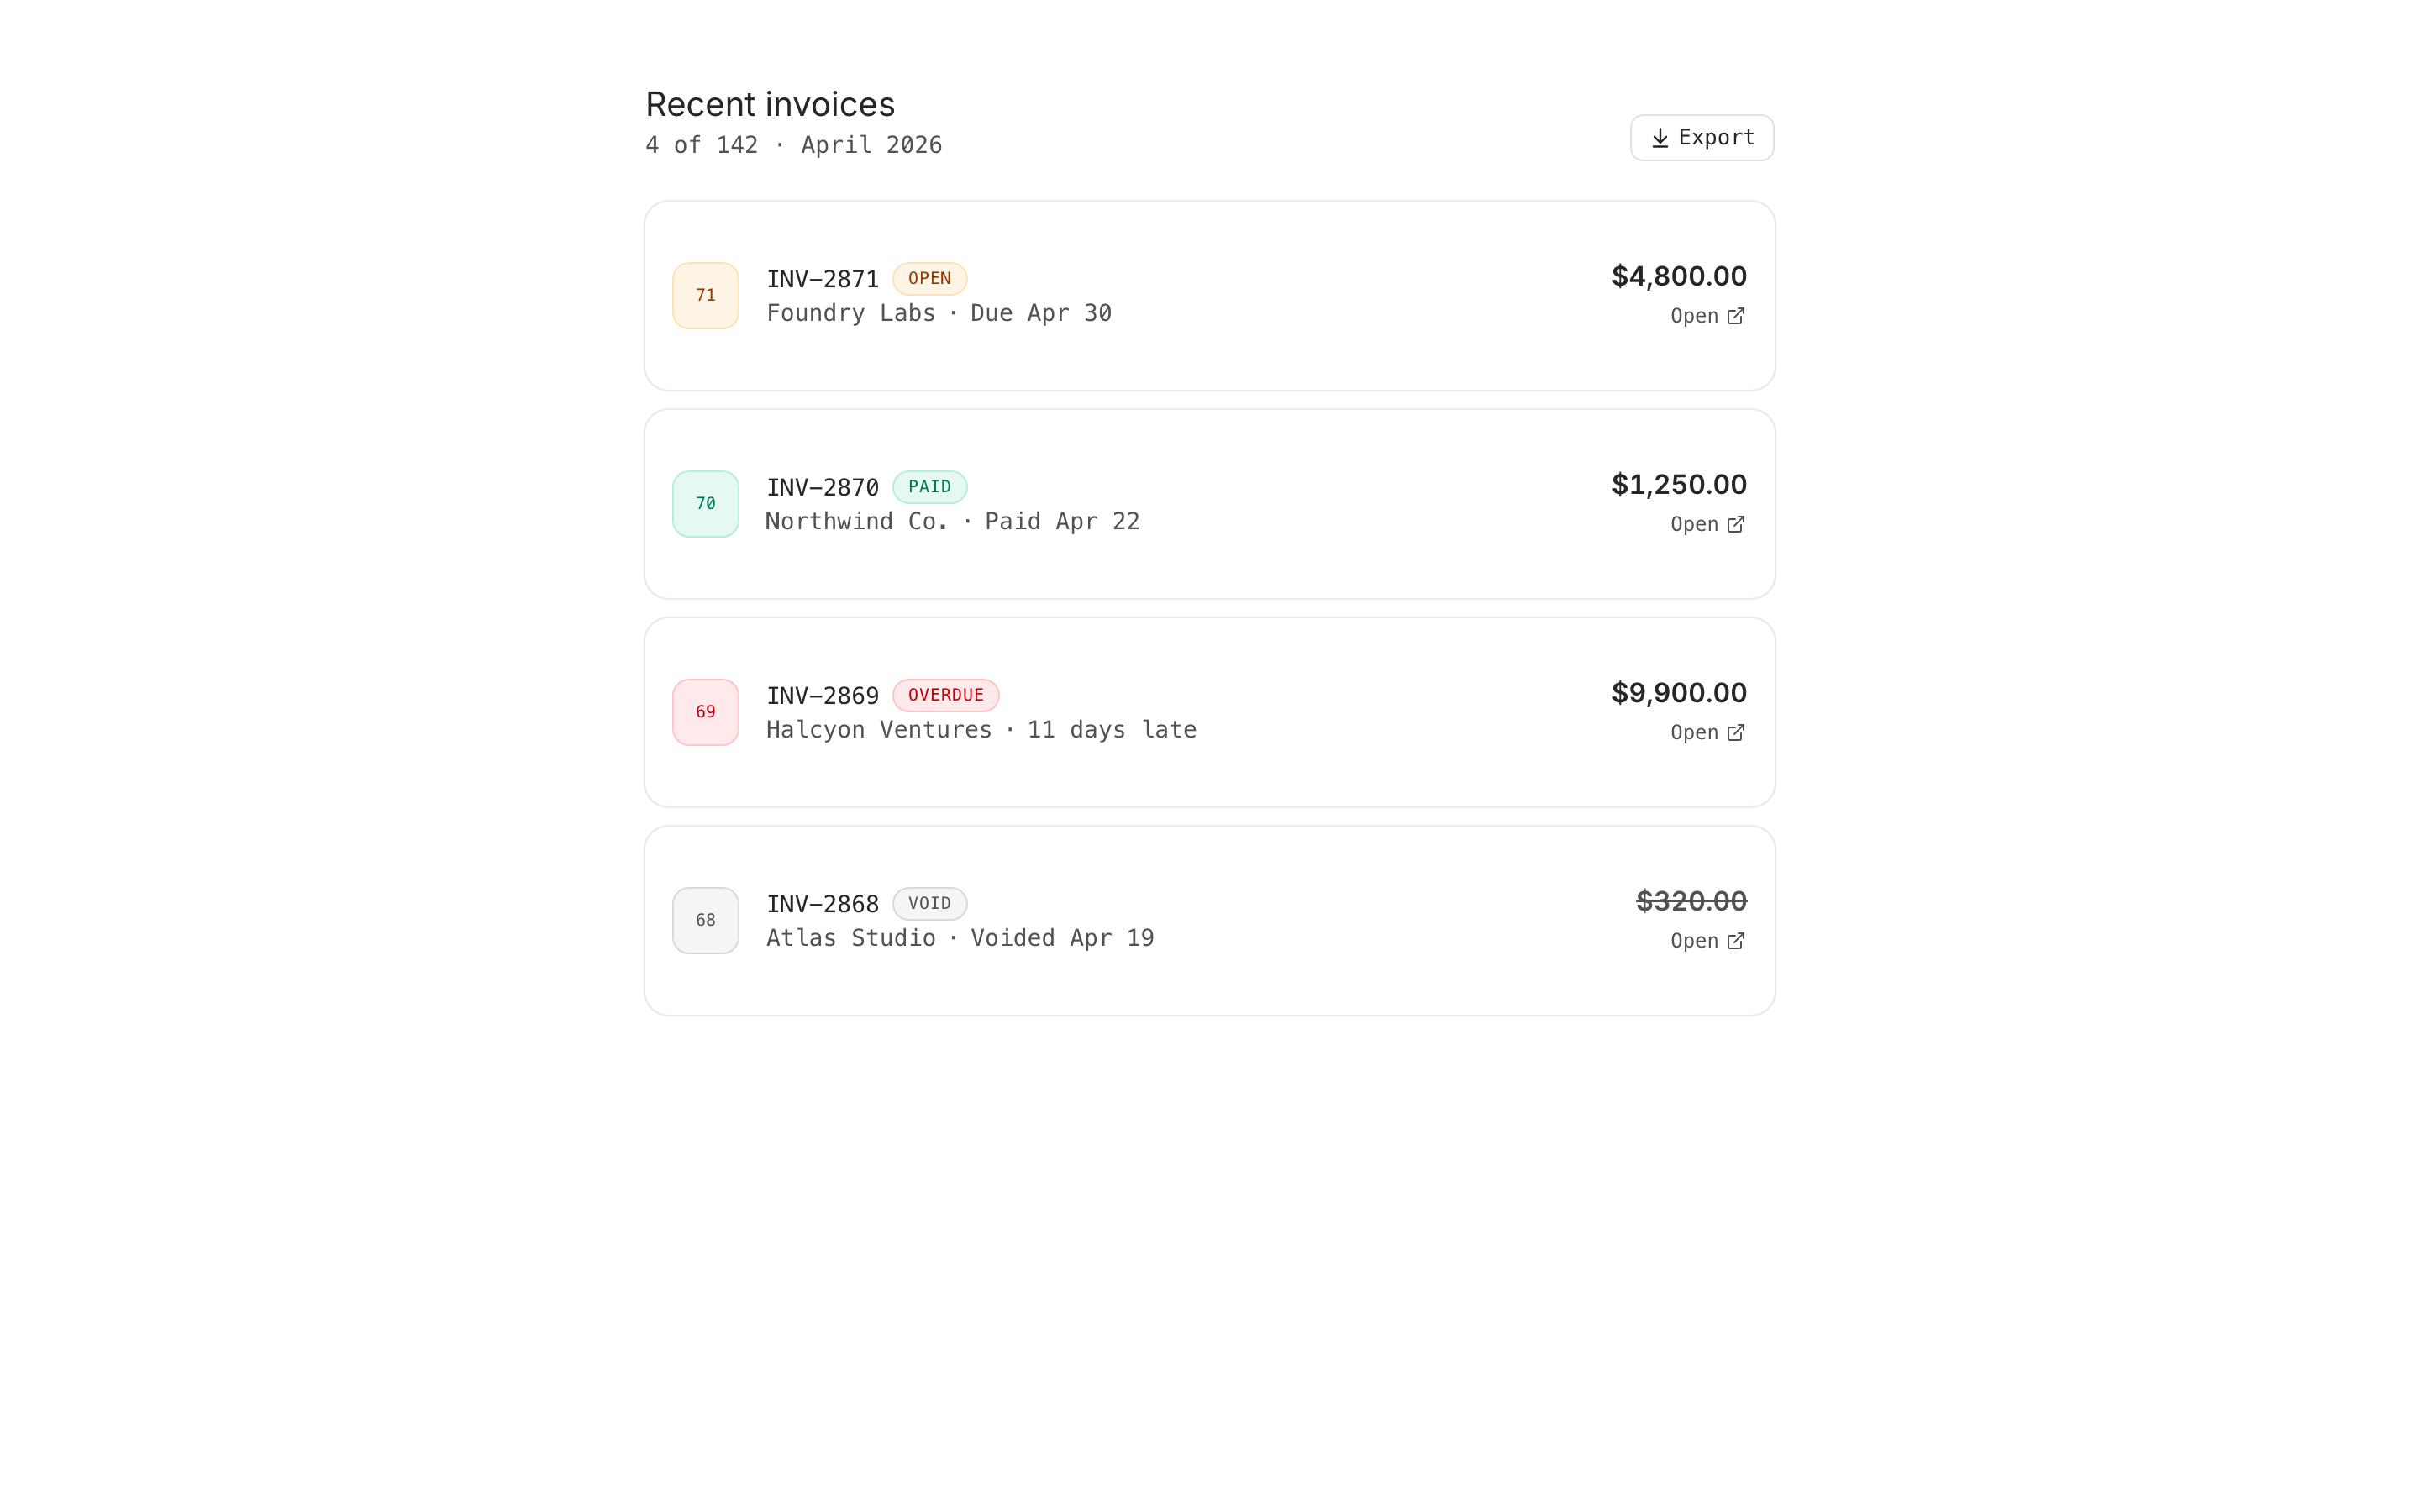 Recent invoices
4 of 142 · April 2026
Export
71
INV–2871 OPEN
Foundry Labs · Due Apr 30
$4,800.00
Open
70
INV–2870 PAID
Northwind Co. · Paid Apr 22
$1,250.00
Open
69
INV–2869 OVERDUE
Halcyon Ventures · 11 days late
$9,900.00
Open
68
INV–2868 VOID
Atlas Studio · Voided Apr 19
$320.00
Open